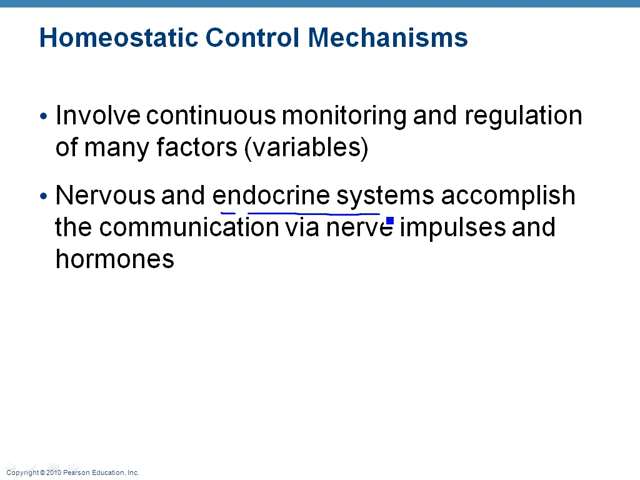 Homeostatic Control Mechanisms
• Involve continuous monitoring and regulation
of many factors (variables)
• Nervous and endocrine systems accomplish
the communication via nerve impulses and
hormones
Copyright © 2010 Pearson Education, Inc.